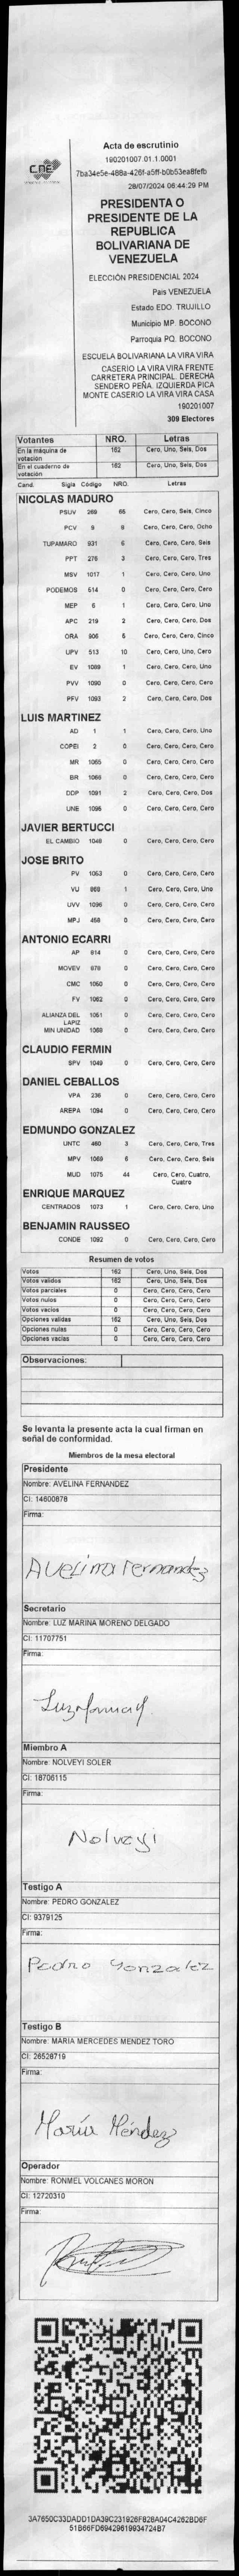 Acta de escrutinio
190201007.01.1.0001
7ba34e5e-488a-426f-a5ff-b0b53ea8fefb
28/07/2024 06:44:29 PM
CNE
PRESIDENTA O
PRESIDENTE DE LA
REPUBLICA
BOLIVARIANA DE
VENEZUELA
ELECCIÓN PRESIDENCIAL 2024
Pais VENEZUELA
Estado EDO. TRUJILLO
Municipio MP. BOCONO
Parroquia PQ. BOCONO
ESCUELA BOLIVARIANA LA VIRA VIRA
CASERIO LA VIRA VIRA FRENTE
CARRETERA PRINCIPAL. DERECHA
SENDERO PEÑA. IZQUIERDA PICA
MONTE CASERIO LA VIRA VIRA CASA
190201007
309 Electores
Votantes NRO. Letras
En la máquina de votación 162 Cero, Uno, Seis, Dos
En el cuaderno de votación 162 Cero, Uno, Seis, Dos
Cand. Sigla Código NRO. Letras
NICOLAS MADURO
PSUV 269 65 Cero, Cero, Seis, Cinco
PCV 9 8 Cero, Cero, Cero, Ocho
TUPAMARO 931 6 Cero, Cero, Cero, Seis
PPT 276 3 Cero, Cero, Cero, Tres
MSV 1017 1 Cero, Cero, Cero, Uno
PODEMOS 514 0 Cero, Cero, Cero, Cero
MEP 6 1 Cero, Cero, Cero, Uno
APC 219 2 Cero, Cero, Cero, Dos
ORA 906 5 Cero, Cero, Cero, Cinco
UPV 513 10 Cero, Cero, Uno, Cero
EV 1089 1 Cero, Cero, Cero, Uno
PVV 1090 0 Cero, Cero, Cero, Cero
PFV 1093 2 Cero, Cero, Cero, Dos
LUIS MARTINEZ
AD 1 1 Cero, Cero, Cero, Uno
COPEI 2 0 Cero, Cero, Cero, Cero
MR 1065 0 Cero, Cero, Cero, Cero
BR 1066 0 Cero, Cero, Cero, Cero
DDP 1091 2 Cero, Cero, Cero, Dos
UNE 1095 0 Cero, Cero, Cero, Cero
JAVIER BERTUCCI
EL CAMBIO 1048 0 Cero, Cero, Cero, Cero
JOSE BRITO
PV 1053 0 Cero, Cero, Cero, Cero
VU 868 1 Cero, Cero, Cero, Uno
UVV 1096 0 Cero, Cero, Cero, Cero
MPJ 458 0 Cero, Cero, Cero, Cero
ANTONIO ECARRI
AP 814 0 Cero, Cero, Cero, Cero
MOVEV 878 0 Cero, Cero, Cero, Cero
CMC 1050 0 Cero, Cero, Cero, Cero
FV 1082 0 Cero, Cero, Cero, Cero
ALIANZA DEL LAPIZ 1051 0 Cero, Cero, Cero, Cero
MIN UNIDAD 1068 0 Cero, Cero, Cero, Cero
CLAUDIO FERMIN
SPV 1049 0 Cero, Cero, Cero, Cero
DANIEL CEBALLOS
VPA 236 0 Cero, Cero, Cero, Cero
AREPA 1094 0 Cero, Cero, Cero, Cero
EDMUNDO GONZALEZ
UNTC 460 3 Cero, Cero, Cero, Tres
MPV 1069 6 Cero, Cero, Cero, Seis
MUD 1075 44 Cero, Cero, Cuatro, Cuatro
ENRIQUE MARQUEZ
CENTRADOS 1073 1 Cero, Cero, Cero, Uno
BENJAMIN RAUSSEO
CONDE 1092 0 Cero, Cero, Cero, Cero
Resumen de votos
Votos 162 Cero, Uno, Seis, Dos
Votos validos 162 Cero, Uno, Seis, Dos
Votos parciales 0 Cero, Cero, Cero, Cero
Votos nulos 0 Cero, Cero, Cero, Cero
Votos vacios 0 Cero, Cero, Cero, Cero
Opciones validas 162 Cero, Uno, Seis, Dos
Opciones nulas 0 Cero, Cero, Cero, Cero
Opciones vacias 0 Cero, Cero, Cero, Cero
Observaciones:
Se levanta la presente acta la cual firman en
señal de conformidad.
Miembros de la mesa electoral
Presidente
Nombre: AVELINA FERNANDEZ
CI: 14600878
Firma:
Avelina Fernandez
Secretario
Nombre: LUZ MARINA MORENO DELGADO
CI: 11707751
Firma:
Miembro A
Nombre: NOLVEYI SOLER
CI: 18706115
Firma:
Nolveyi
Testigo A
Nombre: PEDRO GONZALEZ
CI: 9379125
Firma:
Pedro Gonzalez
Testigo B
Nombre: MARIA MERCEDES MENDEZ TORO
CI: 26528719
Firma:
María Méndez
Operador
Nombre: RONMEL VOLCANES MORON
CI: 12720310
Firma:
3A7650C33DADD1DA39C231926F828A04C4262BD6F
51B66FD69429619934724B7